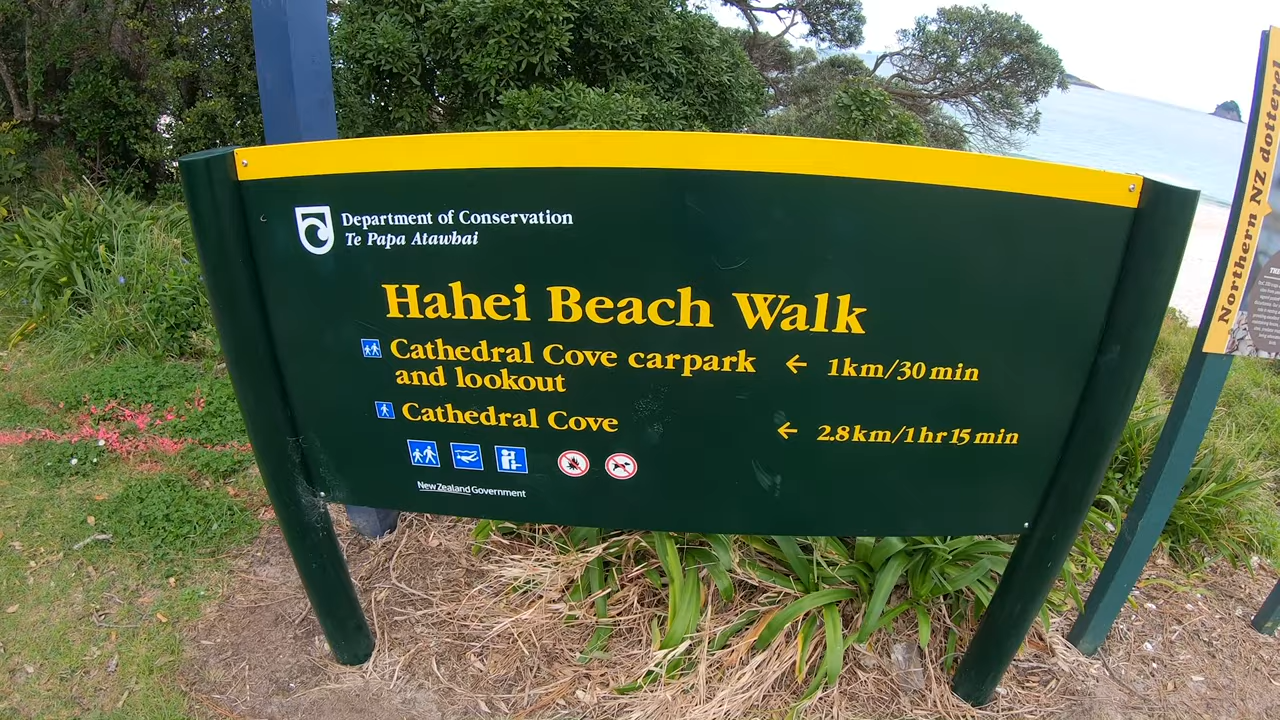 Department of Conservation
Te Papa Atawhai
Hahei Beach Walk
Cathedral Cove carpark ← 1km/30 min
and lookout
Cathedral Cove ← 2.8km/1hr 15 min
New Zealand Government
Northern NZ dotterel